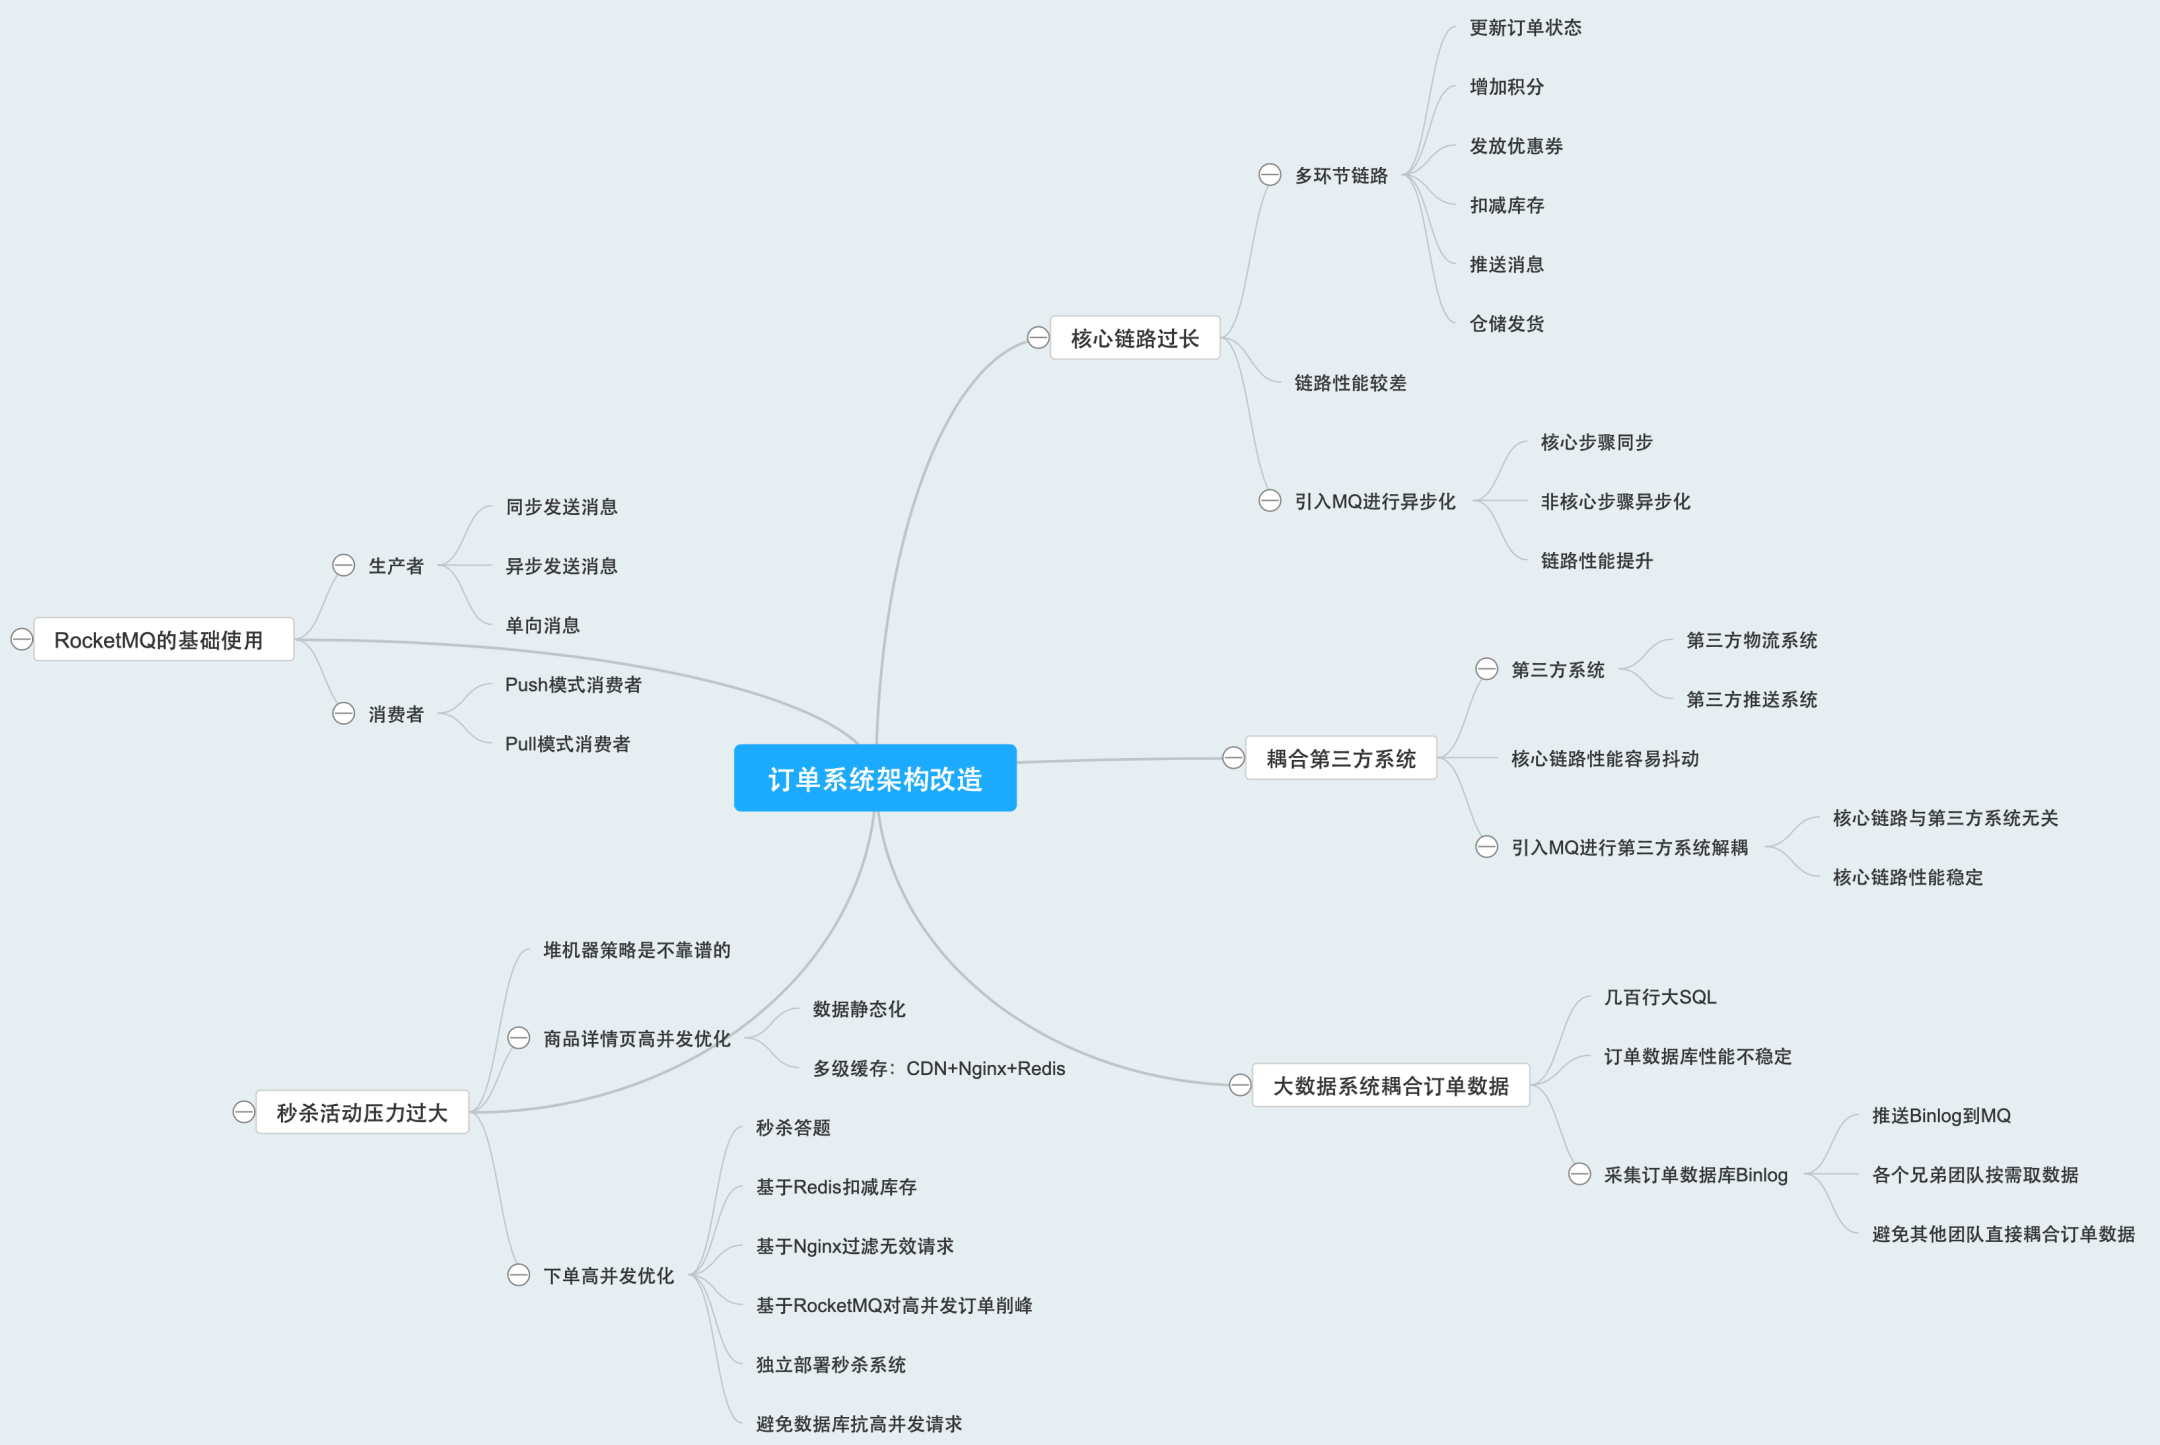 订单系统架构改造
核心链路过长
多环节链路
更新订单状态
增加积分
发放优惠券
扣减库存
推送消息
仓储发货
链路性能较差
引入MQ进行异步化
核心步骤同步
非核心步骤异步化
链路性能提升
耦合第三方系统
第三方系统
第三方物流系统
第三方推送系统
核心链路性能容易抖动
引入MQ进行第三方系统解耦
核心链路与第三方系统无关
核心链路性能稳定
大数据系统耦合订单数据
几百行大SQL
订单数据库性能不稳定
采集订单数据库Binlog
推送Binlog到MQ
各个兄弟团队按需取数据
避免其他团队直接耦合订单数据
RocketMQ的基础使用
生产者
同步发送消息
异步发送消息
单向消息
消费者
Push模式消费者
Pull模式消费者
秒杀活动压力过大
堆机器策略是不靠谱的
商品详情页高并发优化
数据静态化
多级缓存：CDN+Nginx+Redis
下单高并发优化
秒杀答题
基于Redis扣减库存
基于Nginx过滤无效请求
基于RocketMQ对高并发订单削峰
独立部署秒杀系统
避免数据库抗高并发请求